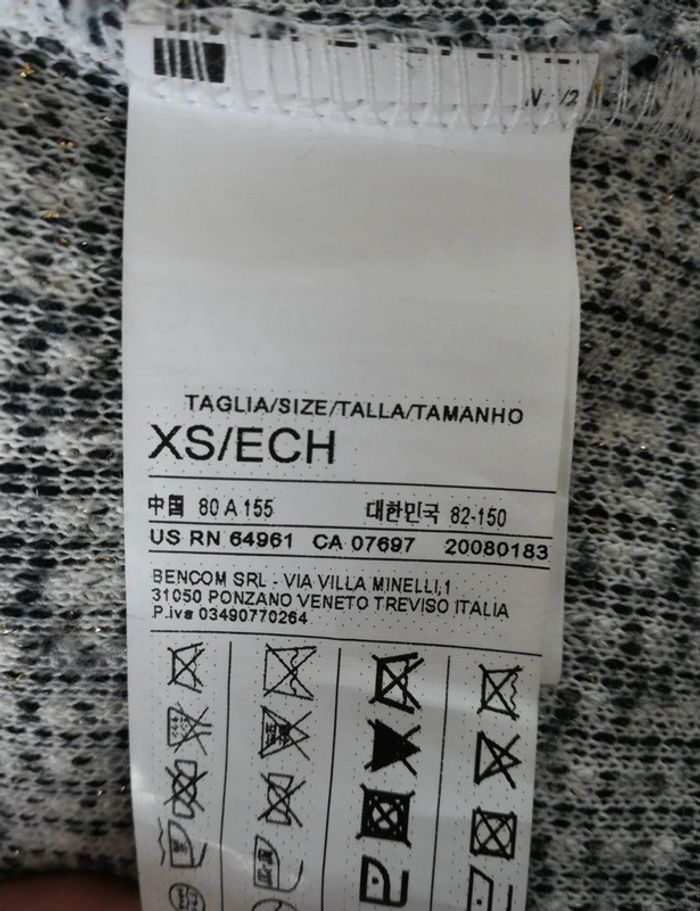 TAGLIA/SIZE/TALLA/TAMANHO
XS/ECH
中国 80 A 155 대한민국 82-150
US RN 64961 CA 07697 20080183
BENCOM SRL - VIA VILLA MINELLI,1
31050 PONZANO VENETO TREVISO ITALIA
P.iva 03490770264